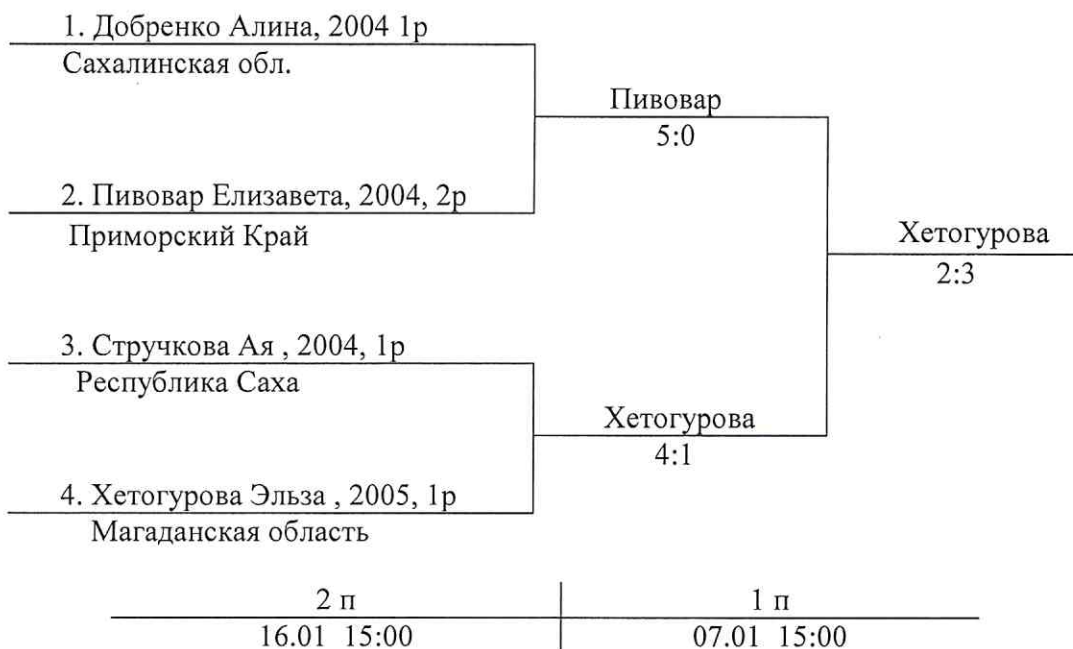 1. Добренко Алина, 2004 1р
Сахалинская обл.
Пивовар
5:0
2. Пивовар Елизавета, 2004, 2р
Приморский Край
Хетогурова
2:3
3. Стручкова Ая , 2004, 1р
Республика Саха
Хетогурова
4:1
4. Хетогурова Эльза , 2005, 1р
Магаданская область
2 п
1 п
16.01 15:00
07.01 15:00